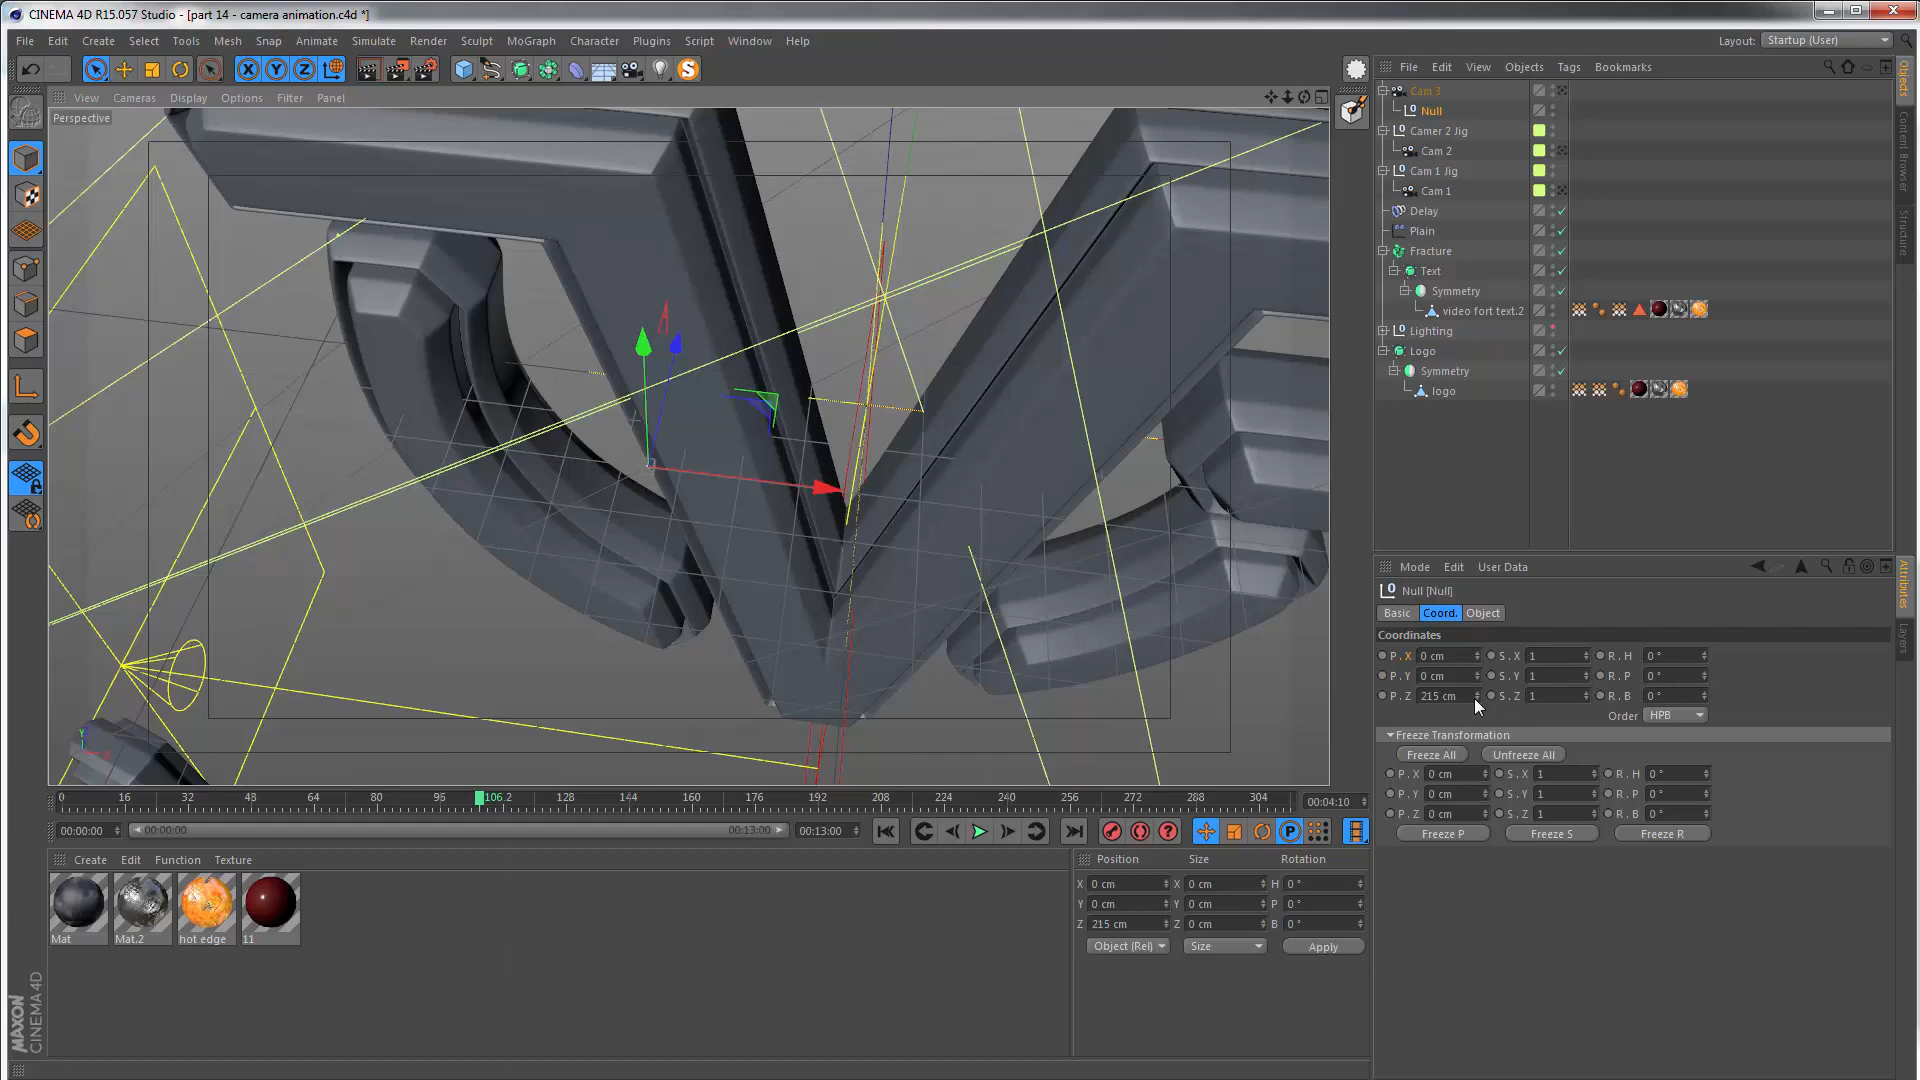 CINEMA 4D R15.057 Studio - [part 14 - camera animation.c4d *]
File Edit Create Select Tools Mesh Snap Animate Simulate Render Sculpt MoGraph Character Plugins Script Window Help
Layout: Startup (User)
View Cameras Display Options Filter Panel
Perspective
File Edit View Objects Tags Bookmarks
Cam 3
Null
Camer 2 Jig
Cam 2
Cam 1 Jig
Cam 1
Delay
Plain
Fracture
Text
Symmetry
video fort text.2
Lighting
Logo
Symmetry
logo
Objects
Content Browser
Structure
Mode Edit User Data
Null [Null]
Basic Coord. Object
Coordinates
P . X 0 cm S . X 1 R . H 0 °
P . Y 0 cm S . Y 1 R . P 0 °
P . Z 215 cm S . Z 1 R . B 0 °
Order HPB
Freeze Transformation
Freeze All Unfreeze All
P . X 0 cm S . X 1 R . H 0 °
P . Y 0 cm S . Y 1 R . P 0 °
P . Z 0 cm S . Z 1 R . B 0 °
Freeze P Freeze S Freeze R
Attributes
Layers
0 16 32 48 64 80 96 106.2 128 144 160 176 192 208 224 240 256 272 288 304
00:04:10
00:00:00 00:00:00 00:13:00 00:13:00
Create Edit Function Texture
Mat Mat.2 hot edge 11
Position Size Rotation
X 0 cm X 0 cm H 0 °
Y 0 cm Y 0 cm P 0 °
Z 215 cm Z 0 cm B 0 °
Object (Rel) Size Apply
MAXON
CINEMA 4D